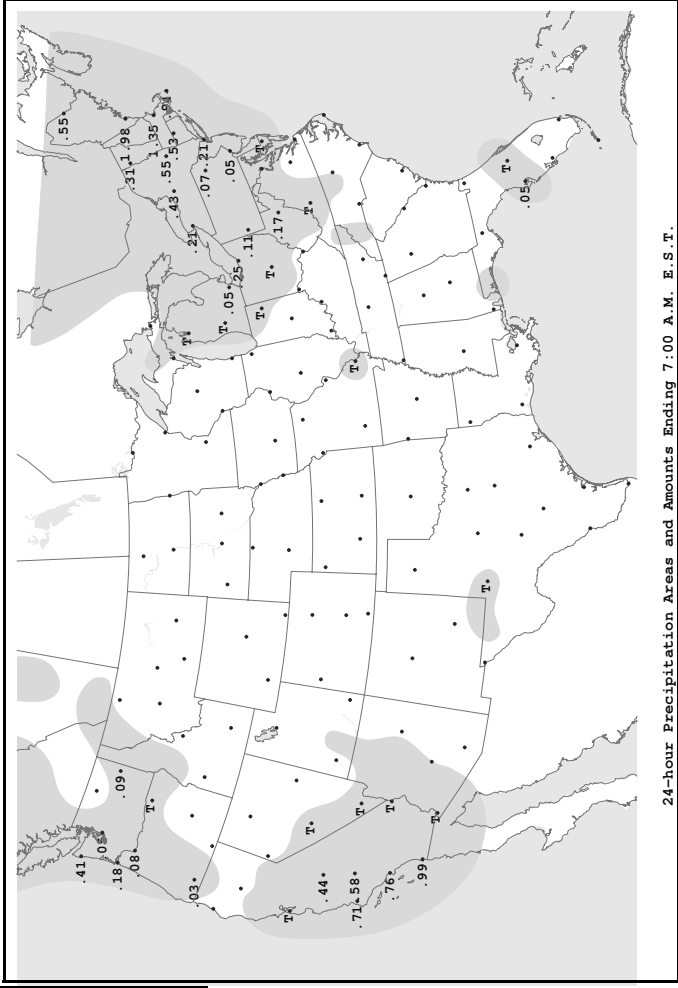 .55
.41
.18
.09
.98
.31
.08
T
1.35
.55
.43
.53
T
.21
.03
.21
.07
T
.05
.05
.25
.11
T
T
T
.17
T
T
T
.44
T
.71
.58
T
.76
T
.99
T
T
T
.05
24-hour Precipitation Areas and Amounts Ending 7:00 A.M. E.S.T.